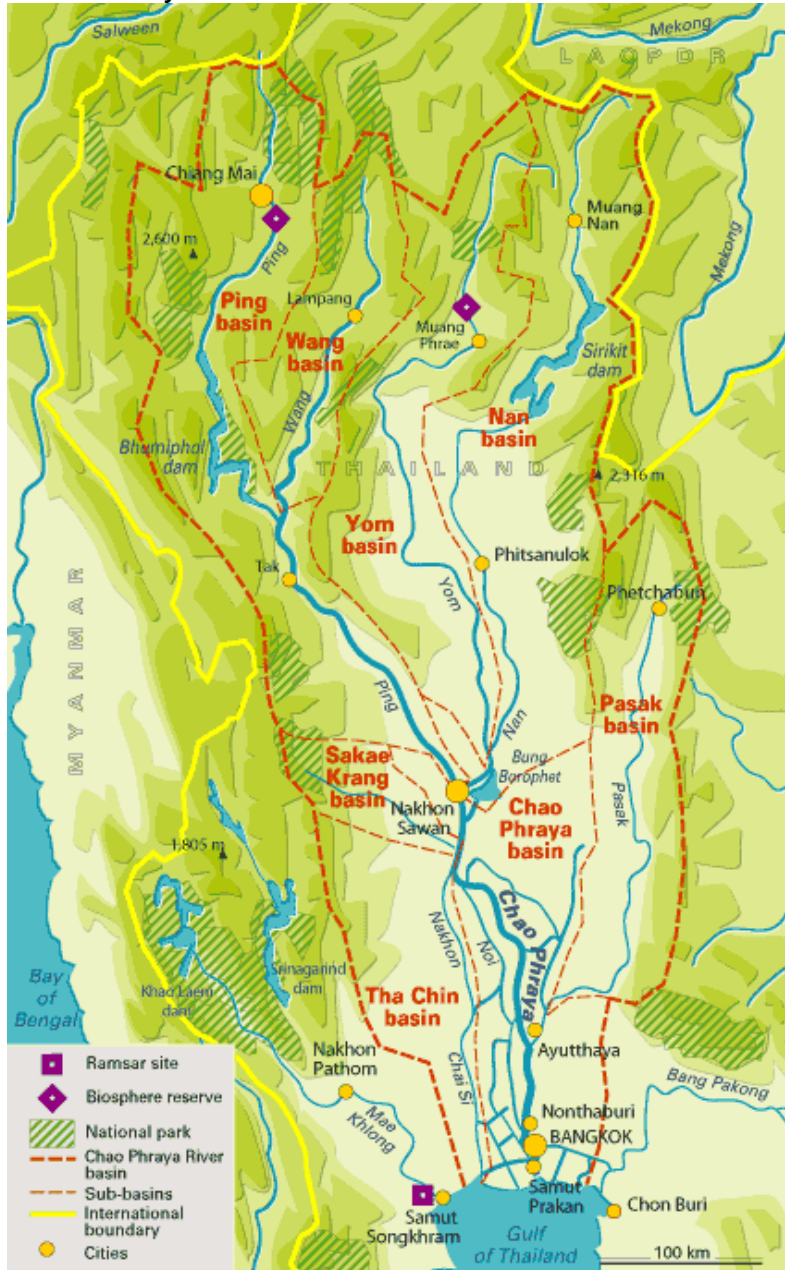 Salween
Mekong
LAO PDR
Chiang Mai
2,600 m
Ping
Muang
Nan
Mekong
Ping
basin
Lampang
Wang
basin
Muang
Phrae
Sirikit
dam
Wang
Nan
basin
Bhumiphol
dam
THAILAND
2,316 m
Yom
basin
Phitsanulok
Tak
Yom
Phetchabun
MYANMAR
Ping
Nan
Pasak
basin
Sakae
Krang
basin
Bung
Borophet
Nakhon
Sawan
Chao
Phraya
basin
Pasak
1,805 m
Nakhon
Noi
Chao Phraya
Bay
of
Bengal
Khao Laem
dam
Srinagarind
dam
Tha Chin
basin
Ayutthaya
Nakhon
Pathom
Chai Si
Bang Pakong
Mae
Khlong
Nonthaburi
BANGKOK
Samut
Prakan
Samut
Songkhram
Chon Buri
Gulf
of Thailand
100 km
Ramsar site
Biosphere reserve
National park
Chao Phraya River
basin
Sub-basins
International
boundary
Cities